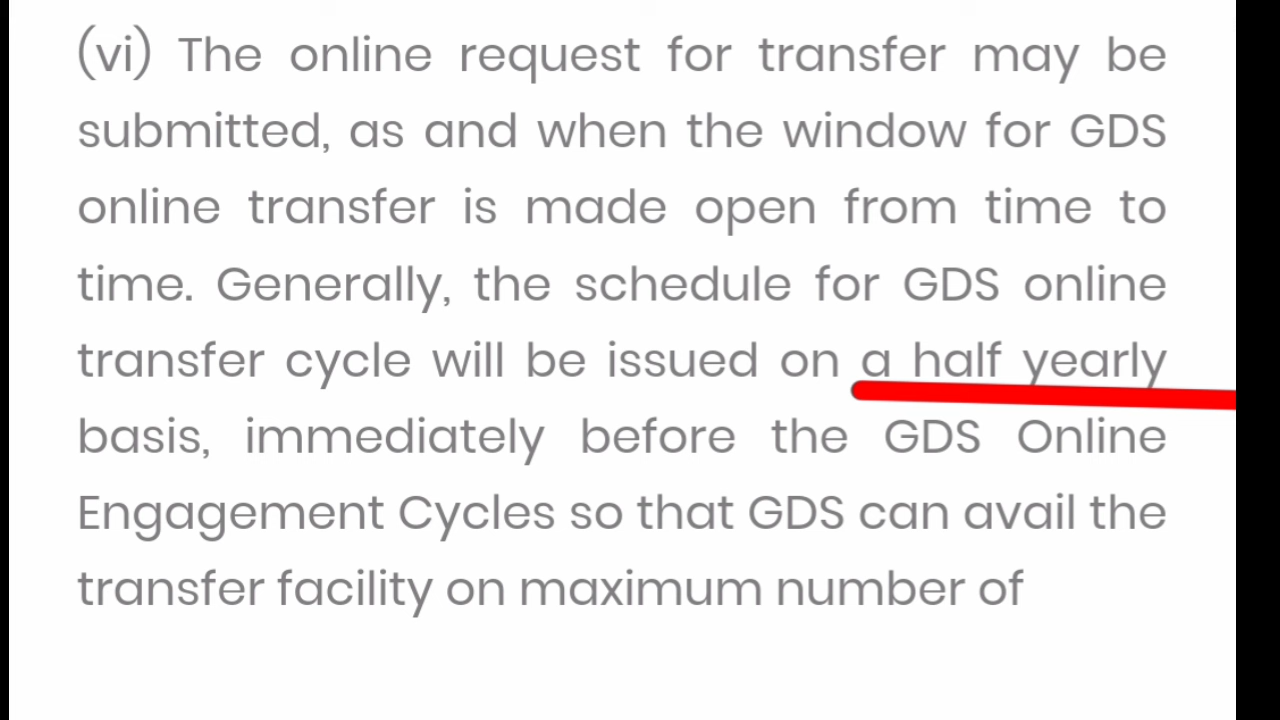 (vi) The online request for transfer may be
submitted, as and when the window for GDS
online transfer is made open from time to
time. Generally, the schedule for GDS online
transfer cycle will be issued on a half yearly
basis, immediately before the GDS Online
Engagement Cycles so that GDS can avail the
transfer facility on maximum number of